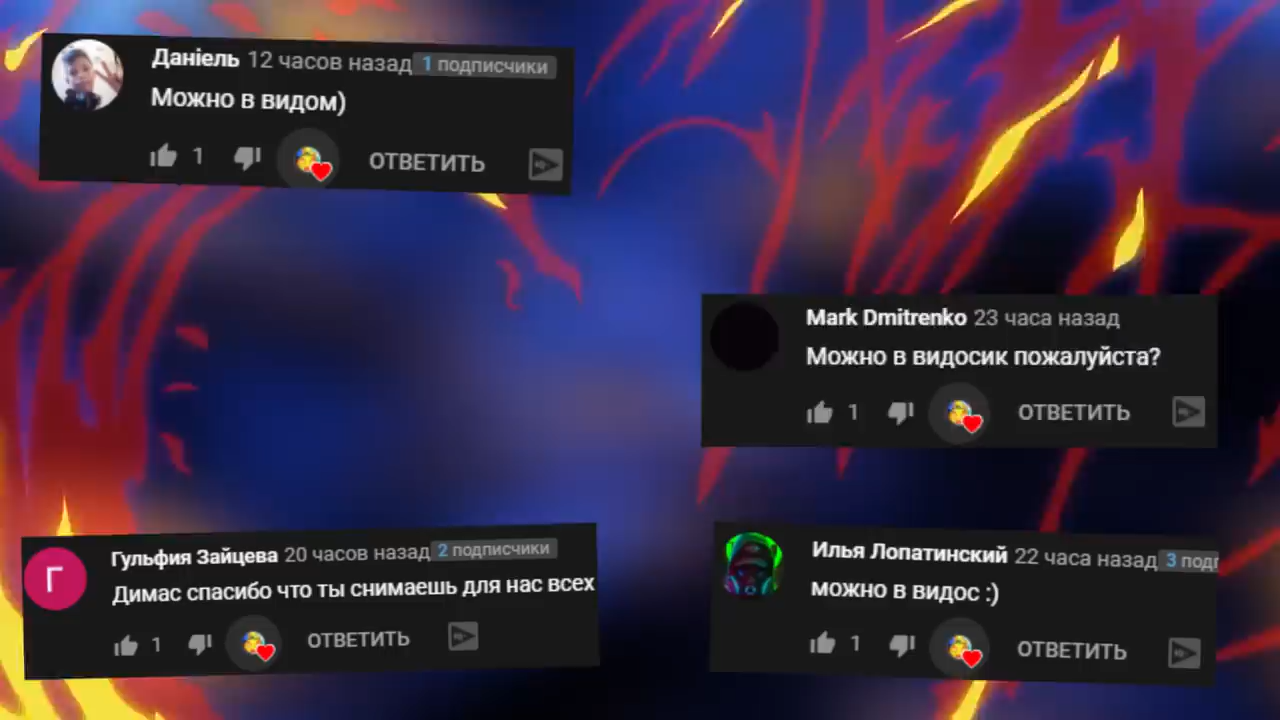 Даніель 12 часов назад 1 подписчики
Можно в видом)
1 ОТВЕТИТЬ
Mark Dmitrenko 23 часа назад
Можно в видосик пожалуйста?
1 ОТВЕТИТЬ
Гульфия Зайцева 20 часов назад 2 подписчики
Димас спасибо что ты снимаешь для нас всех
1 ОТВЕТИТЬ
Г
Илья Лопатинский 22 часа назад 3 подп
можно в видос :)
1 ОТВЕТИТЬ